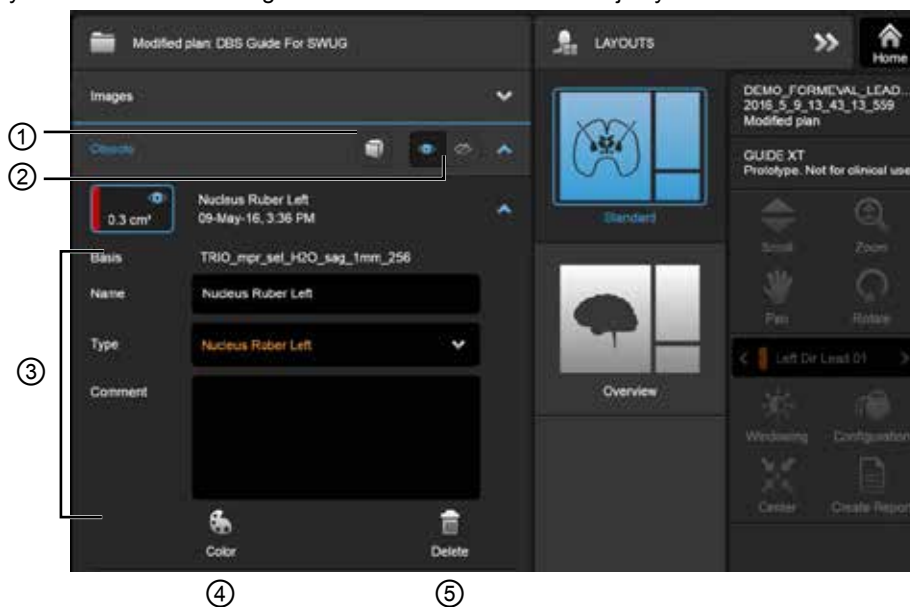 Modified plan: DBS Guide For SWUG
LAYOUTS
Home
Images
DEMO_FORMEVAL_LEAD...
2016_5_9_13_43_13_559
Modified plan
①
Objects
②
GUIDE XT
Prototype. Not for clinical use
0.3 cm³
Nucleus Ruber Left
09-May-16, 3:36 PM
Standard
Scroll
Zoom
Basis
TRIO_mpr_sel_H2O_sag_1mm_256
Name
Nucleus Ruber Left
Pan
Rotate
Type
Nucleus Ruber Left
Left Dir Lead 01
③
Comment
Overview
Windowing
Configuration
Center
Create Report
Color
Delete
④
⑤